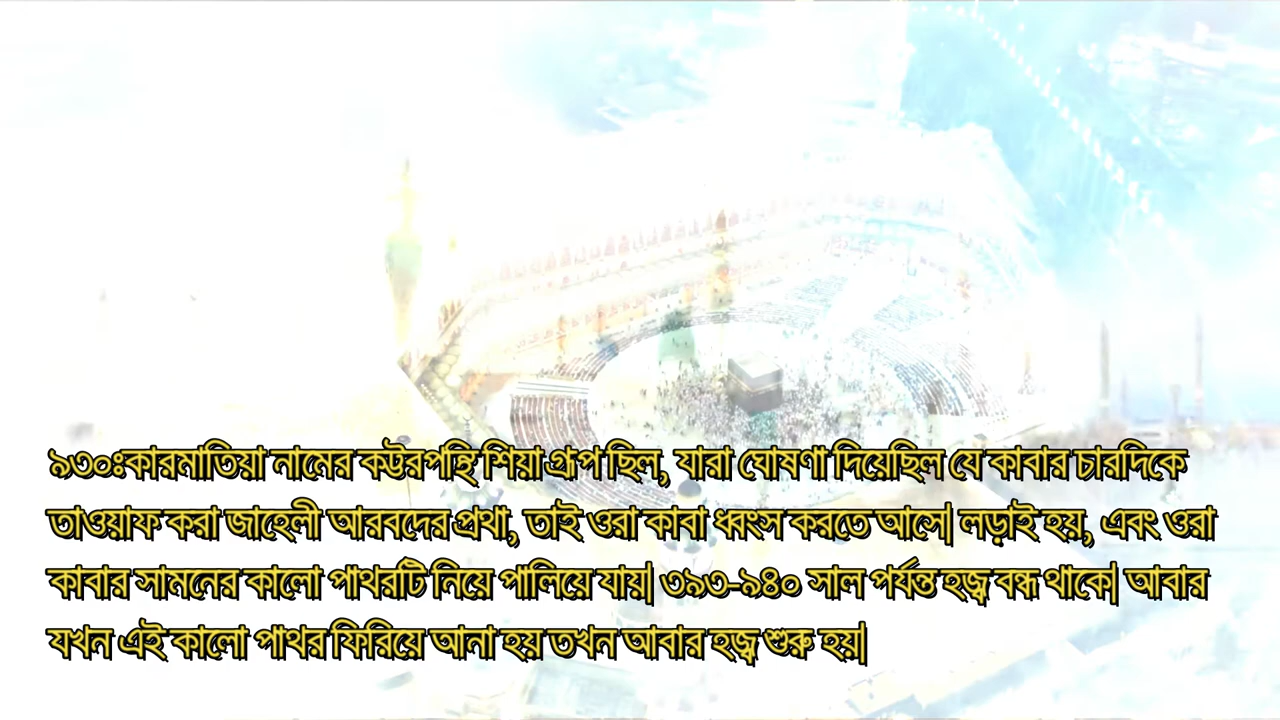 ৯৩০ঃকারমাতিয়া নামের কট্টরপন্থি শিয়া গ্রূপ ছিল, যারা ঘোষণা দিয়েছিল যে কাবার চারদিকে
তাওয়াফ করা জাহেলী আরবদের প্রথা, তাই ওরা কাবা ধ্বংস করতে আসে| লড়াই হয়, এবং ওরা
কাবার সামনের কালো পাথরটি নিয়ে পালিয়ে যায়| ৩৯৩-৯৪০ সাল পর্যন্ত হজ্ব বন্ধ থাকে| আবার
যখন এই কালো পাথর ফিরিয়ে আনা হয় তখন আবার হজ্ব শুরু হয়|